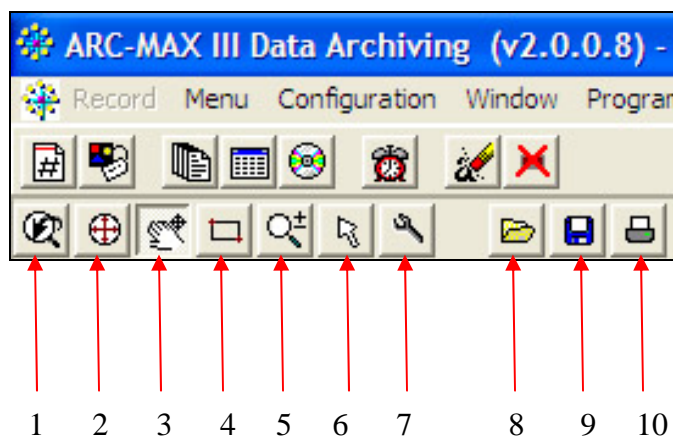 ARC-MAX III Data Archiving (v2.0.0.8) -
Record Menu Configuration Window Program
#
1 2 3 4 5 6 7 8 9 10